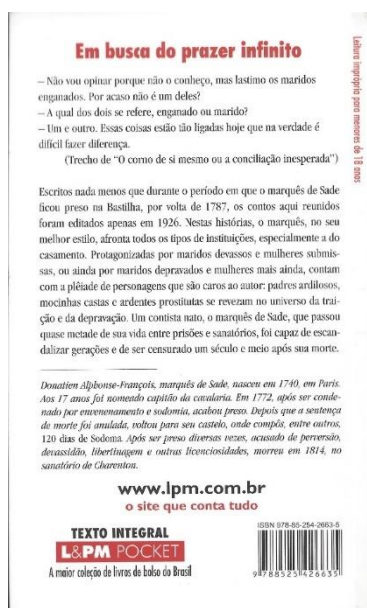 Em busca do prazer infinito
Leitura imprópria para menores de 18 anos
– Não vou opinar porque não o conheço, mas lastimo os maridos
enganados. Por acaso não é um deles?
– A qual dos dois se refere, enganado ou marido?
– Um e outro. Essas coisas estão tão ligadas hoje que na verdade é
difícil fazer diferença.
(Trecho de “O corno de si mesmo ou a conciliação inesperada”)
Escritos nada menos que durante o período em que o marquês de Sade
ficou preso na Bastilha, por volta de 1787, os contos aqui reunidos
foram editados apenas em 1926. Nestas histórias, o marquês, no seu
melhor estilo, afronta todos os tipos de instituições, especialmente a do
casamento. Protagonizadas por maridos devassos e mulheres submis-
sas, ou ainda por maridos depravados e mulheres mais ainda, contam
com a plêiade de personagens que são caros ao autor: padres ardilosos,
mocinhas castas e ardentes prostitutas se revezam no universo da trai-
ção e da depravação. Um contista nato, o marquês de Sade, que passou
quase metade de sua vida entre prisões e sanatórios, foi capaz de escan-
dalizar gerações e de ser censurado um século e meio após sua morte.
Donatien Alphonse-François, marquês de Sade, nasceu em 1740, em Paris.
Aos 17 anos foi nomeado capitão da cavalaria. Em 1772, após ser conde-
nado por envenenamento e sodomia, acabou preso. Depois que a sentença
de morte foi anulada, voltou para seu castelo, onde compôs, entre outros,
120 dias de Sodoma. Após ser preso diversas vezes, acusado de perversão,
devassidão, libertinagem e outras licenciosidades, morreu em 1814, no
sanatório de Charenton.
www.lpm.com.br
o site que conta tudo
TEXTO INTEGRAL
L&PM POCKET
A maior coleção de livros de bolso do Brasil
ISSN 978-85-254-2663-5
9 788525 426635